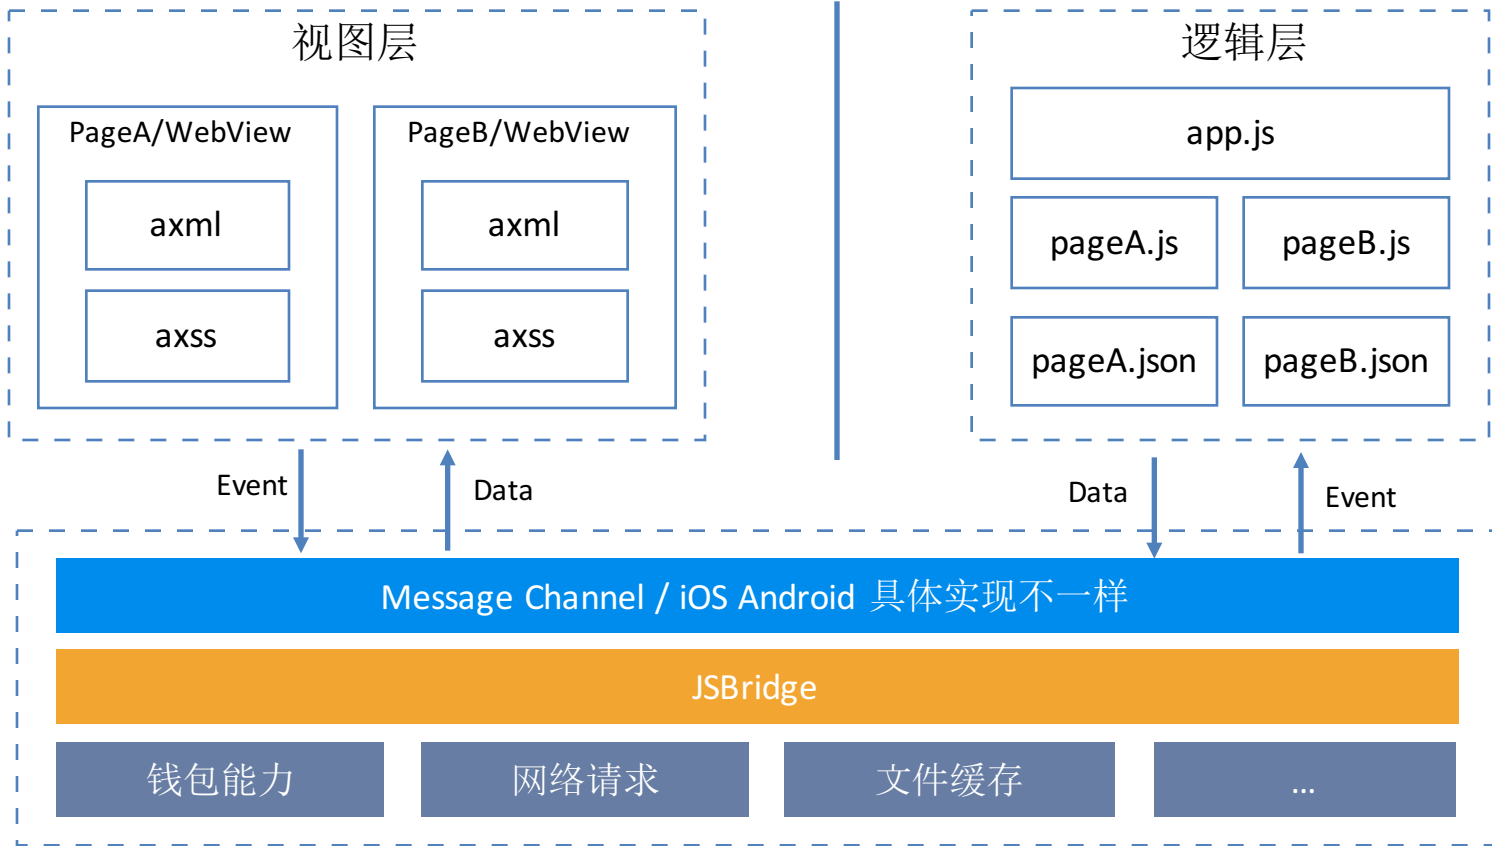 视图层
PageA/WebView
axml
axss
PageB/WebView
axml
axss
逻辑层
app.js
pageA.js
pageB.js
pageA.json
pageB.json
Event
Data
Data
Event
Message Channel / iOS Android 具体实现不一样
JSBridge
钱包能力
网络请求
文件缓存
...